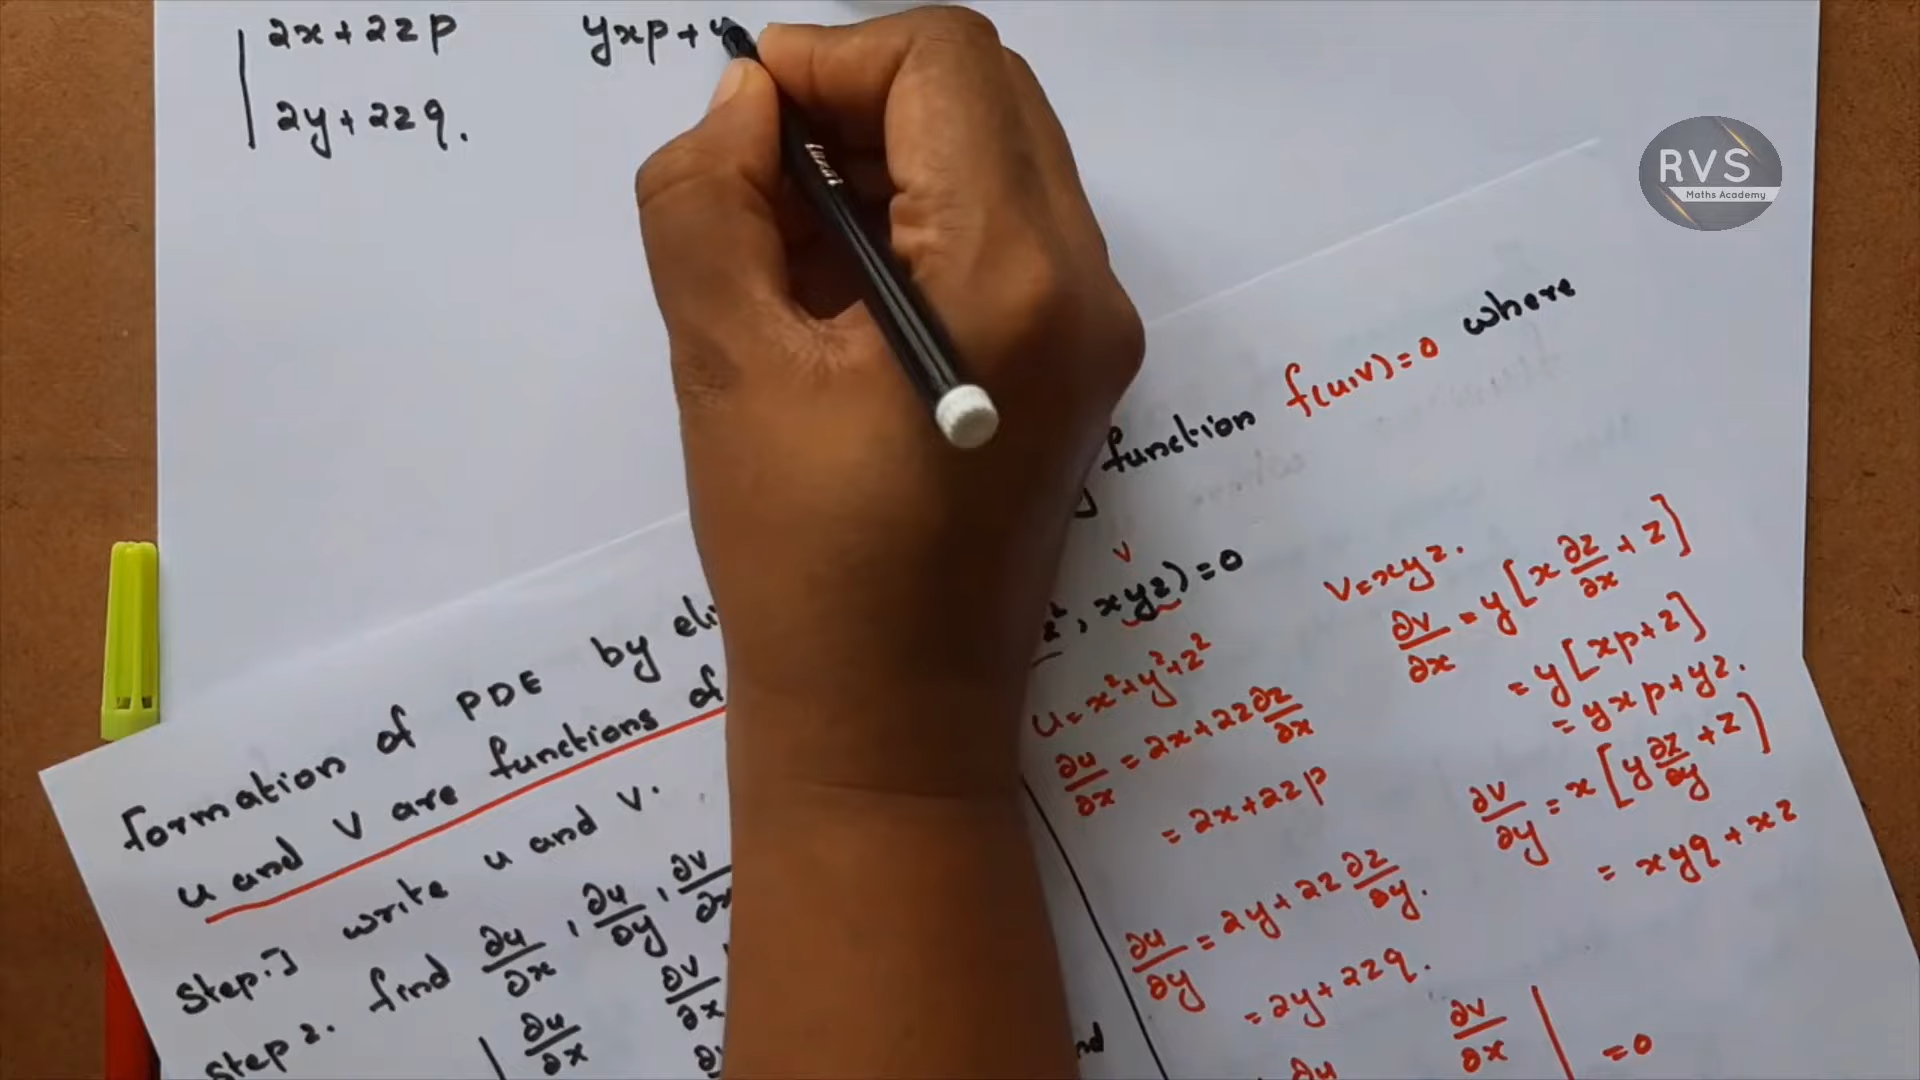 2x+2zp yxp+y
2y+2zq.
RVS
Maths Academy
function f(u,v)=0 where
Formation of PDE by eli
u and v are functions of
Step:1 write u and v.
Step 2. find ∂u/∂x, ∂u/∂y, ∂v/∂x
∂u/∂x ∂v/∂x
v
z², xyz)=0
u=x²+y²+z²
∂u/∂x = 2x+2z ∂z/∂x
= 2x+2zp
∂u/∂y = 2y+2z ∂z/∂y.
= 2y+2zq.
v=xyz.
∂v/∂x = y[x ∂z/∂x + z]
= y[xp+z]
= yxp+yz.
∂v/∂y = x[y ∂z/∂y + z]
= xyq+xz
∂v/∂x =0